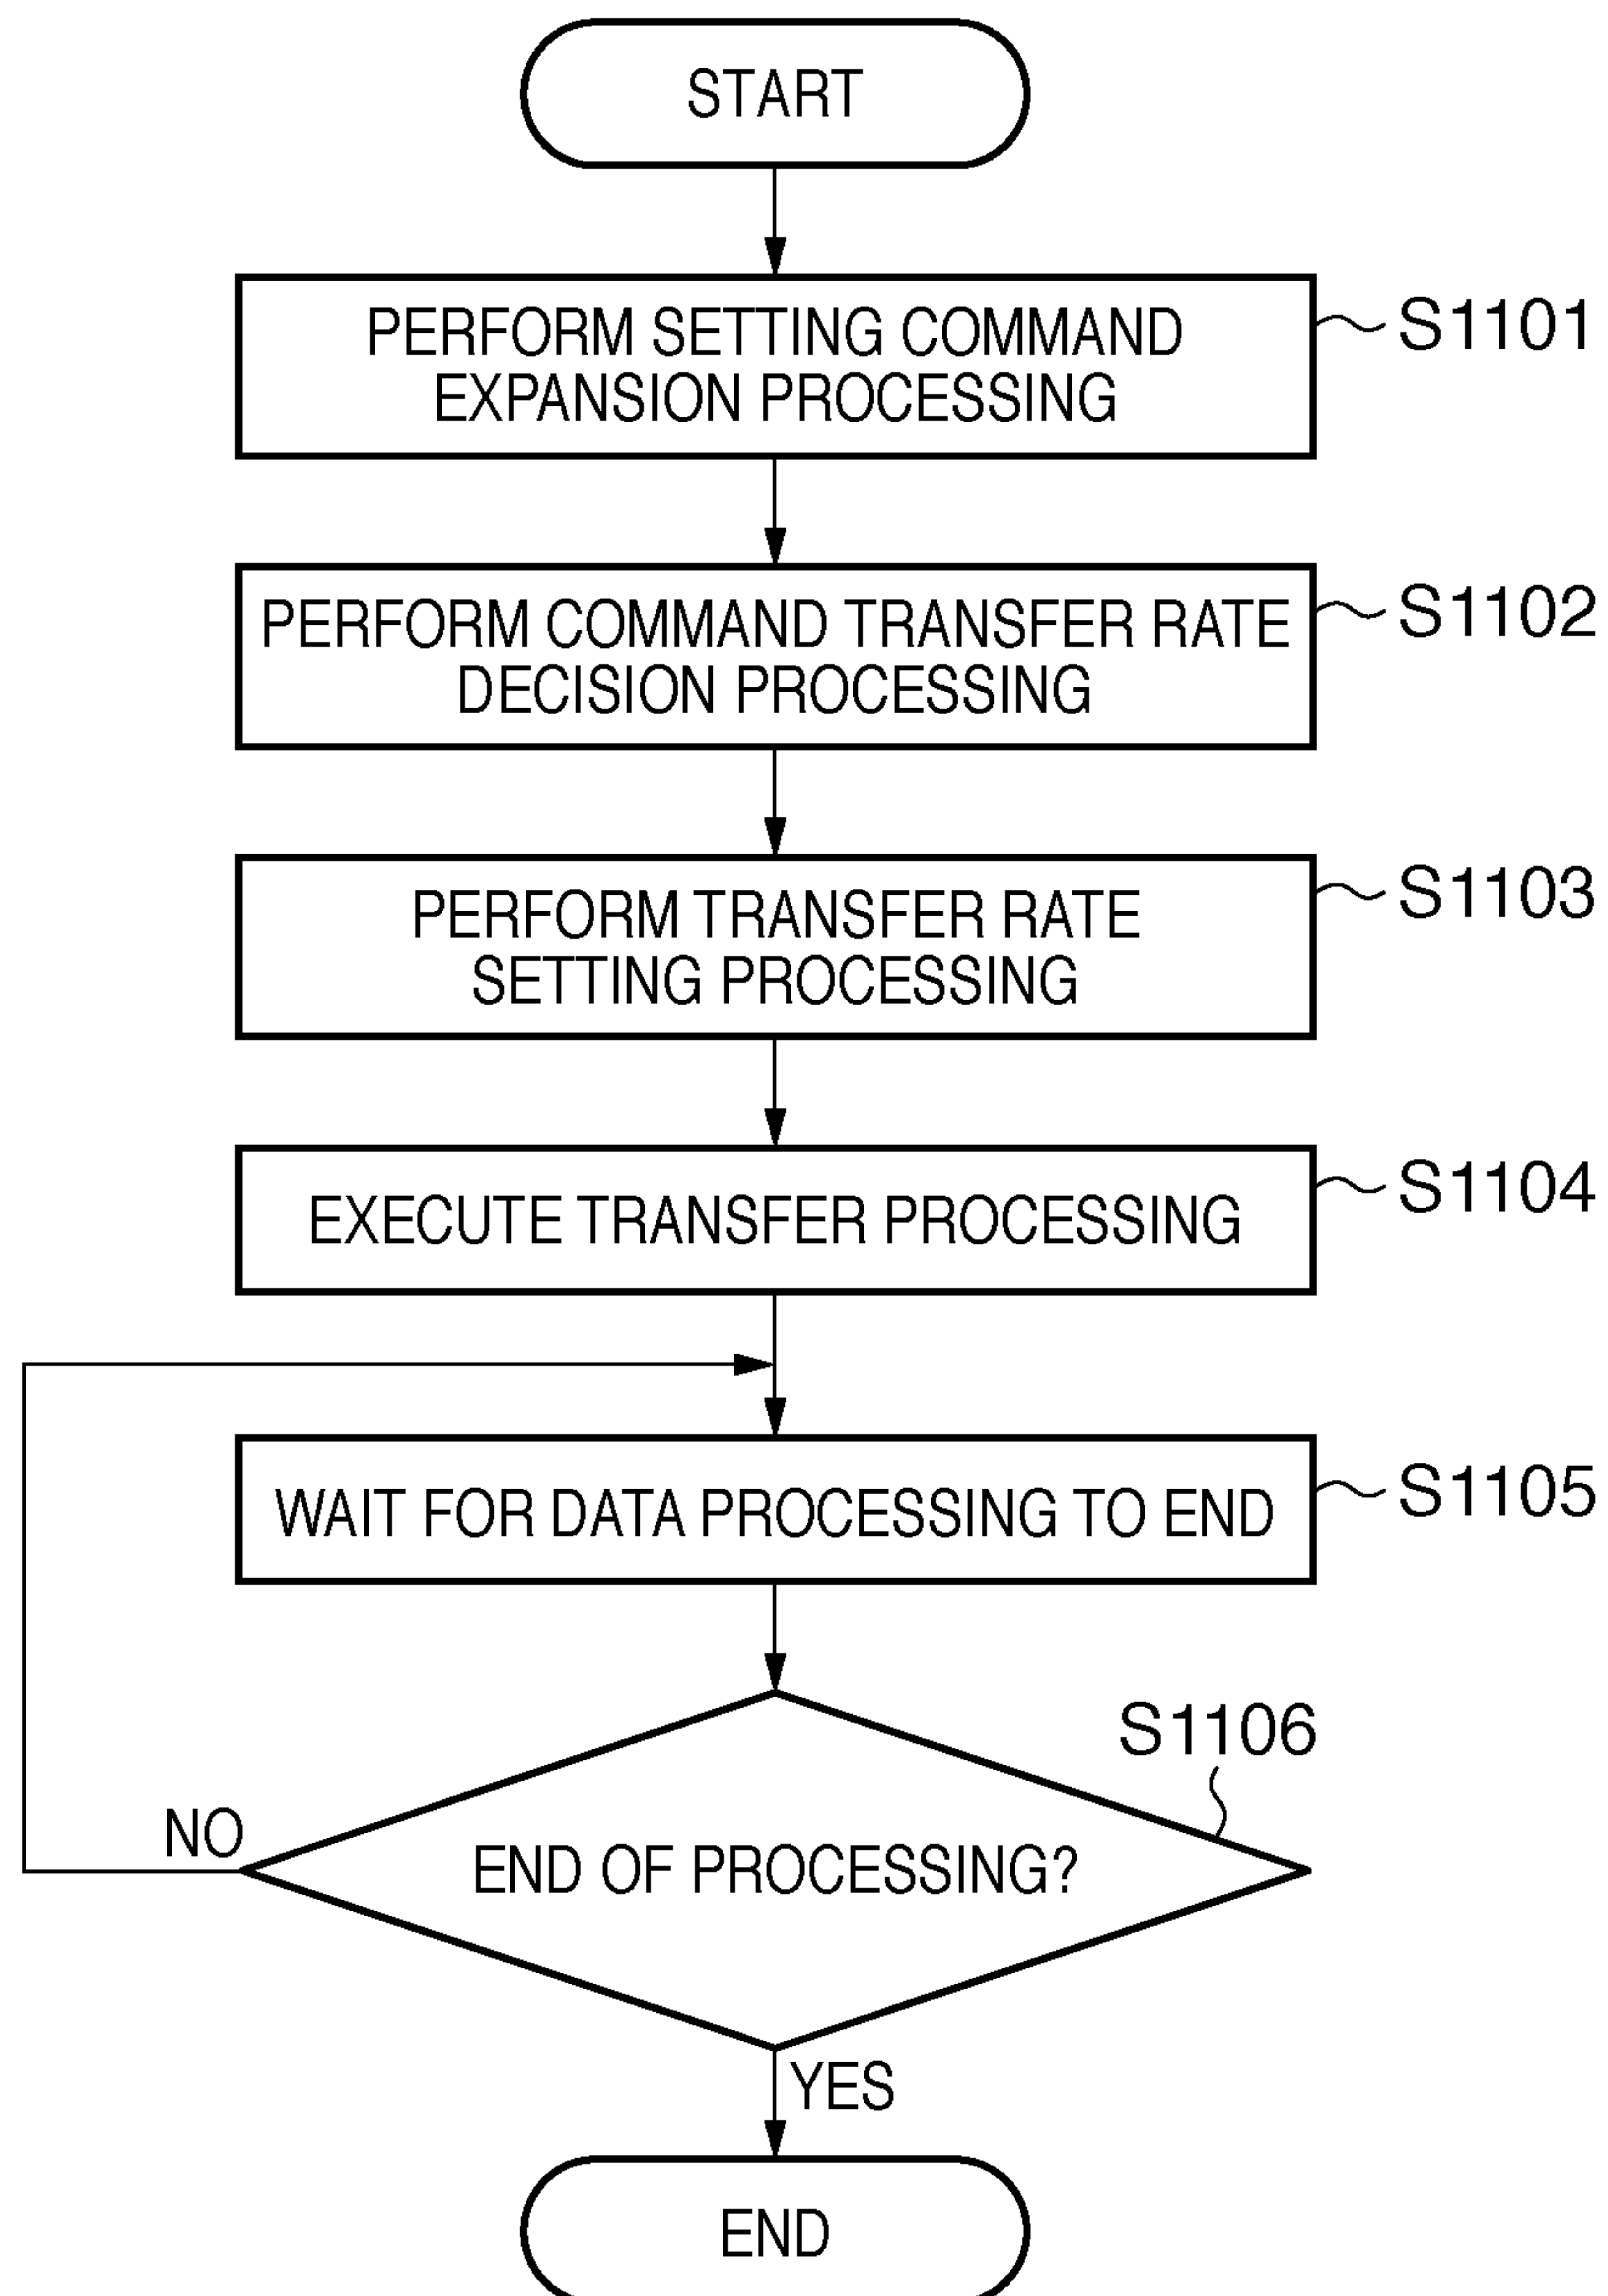 START
PERFORM SETTING COMMAND
EXPANSION PROCESSING
S1101
PERFORM COMMAND TRANSFER RATE
DECISION PROCESSING
S1102
PERFORM TRANSFER RATE
SETTING PROCESSING
S1103
EXECUTE TRANSFER PROCESSING
S1104
WAIT FOR DATA PROCESSING TO END
S1105
S1106
NO
END OF PROCESSING?
YES
END